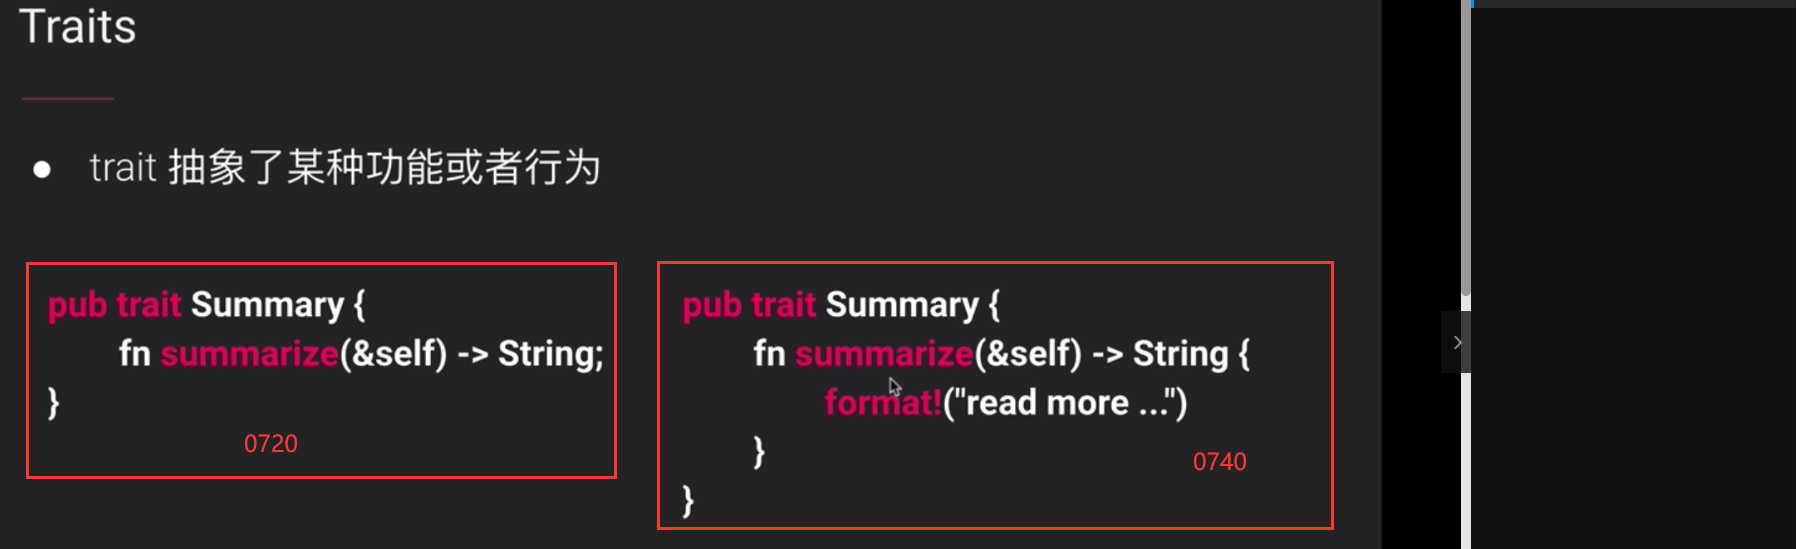 Traits
● trait 抽象了某种功能或者行为
pub trait Summary {
fn summarize(&self) -> String;
}
0720
pub trait Summary {
fn summarize(&self) -> String {
format!("read more ...")
}
}
0740